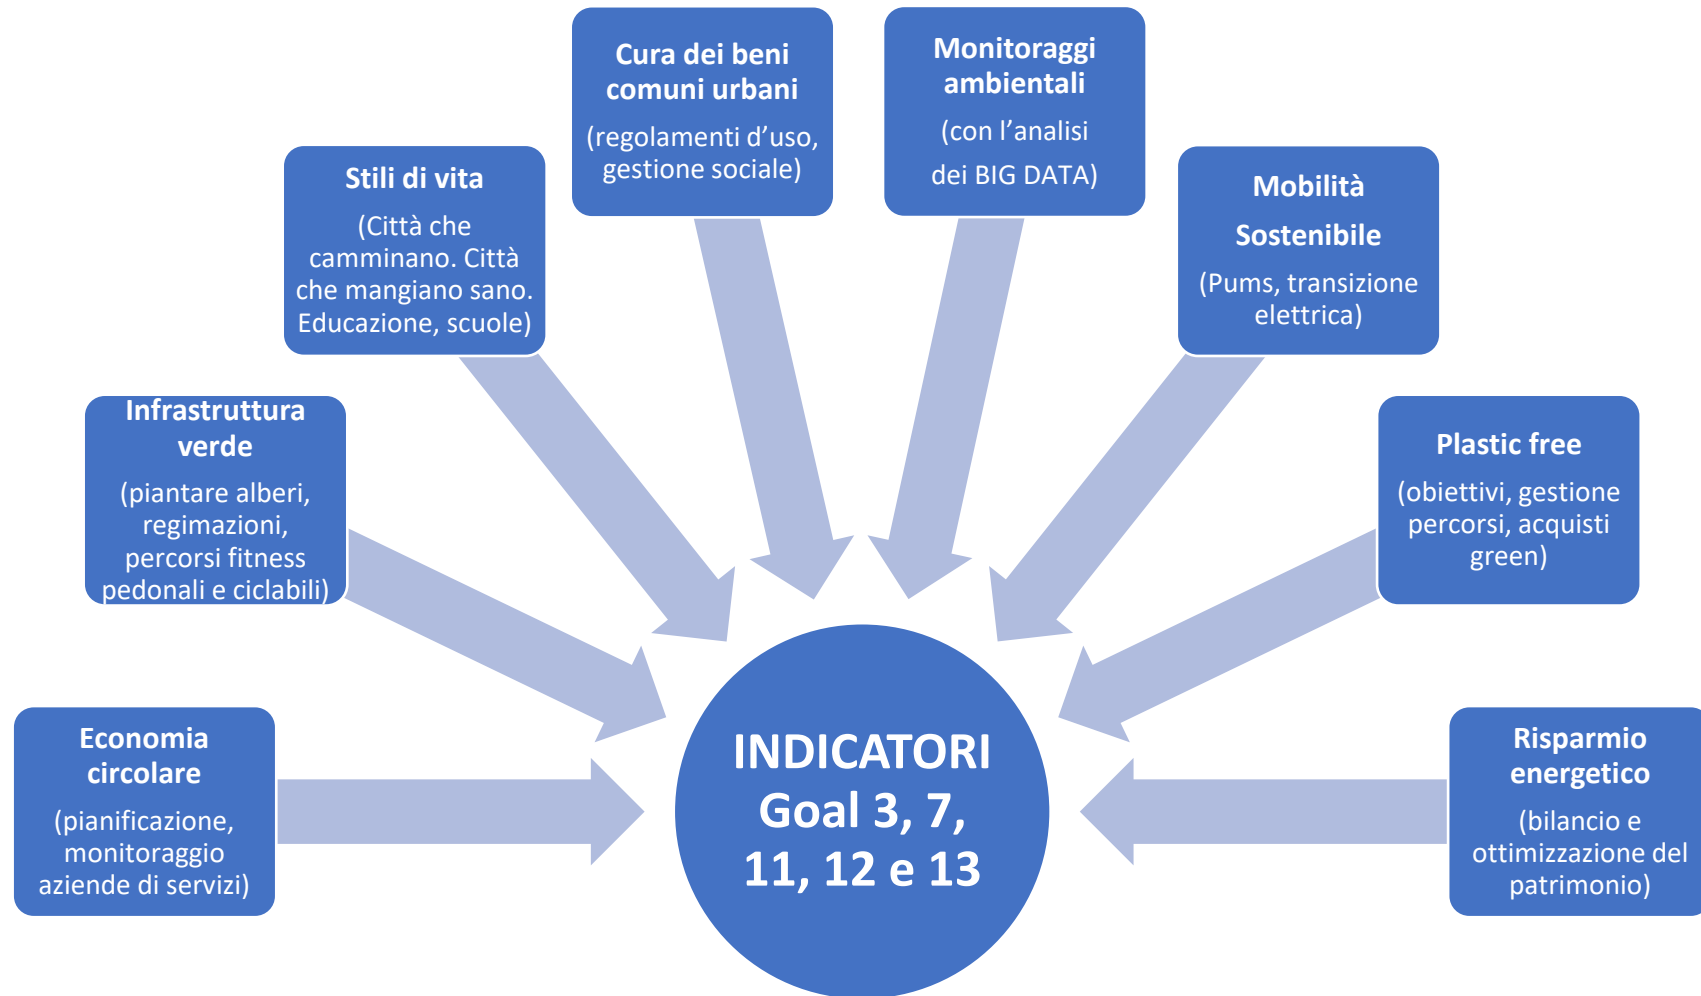 Cura dei beni
comuni urbani
(regolamenti d’uso,
gestione sociale)
Monitoraggi
ambientali
(con l’analisi
dei BIG DATA)
Stili di vita
(Città che
camminano. Città
che mangiano sano.
Educazione, scuole)
Mobilità
Sostenibile
(Pums, transizione
elettrica)
Infrastruttura
verde
(piantare alberi,
regimazioni,
percorsi fitness
pedonali e ciclabili)
Plastic free
(obiettivi, gestione
percorsi, acquisti
green)
Economia
circolare
(pianificazione,
monitoraggio
aziende di servizi)
INDICATORI
Goal 3, 7,
11, 12 e 13
Risparmio
energetico
(bilancio e
ottimizzazione del
patrimonio)